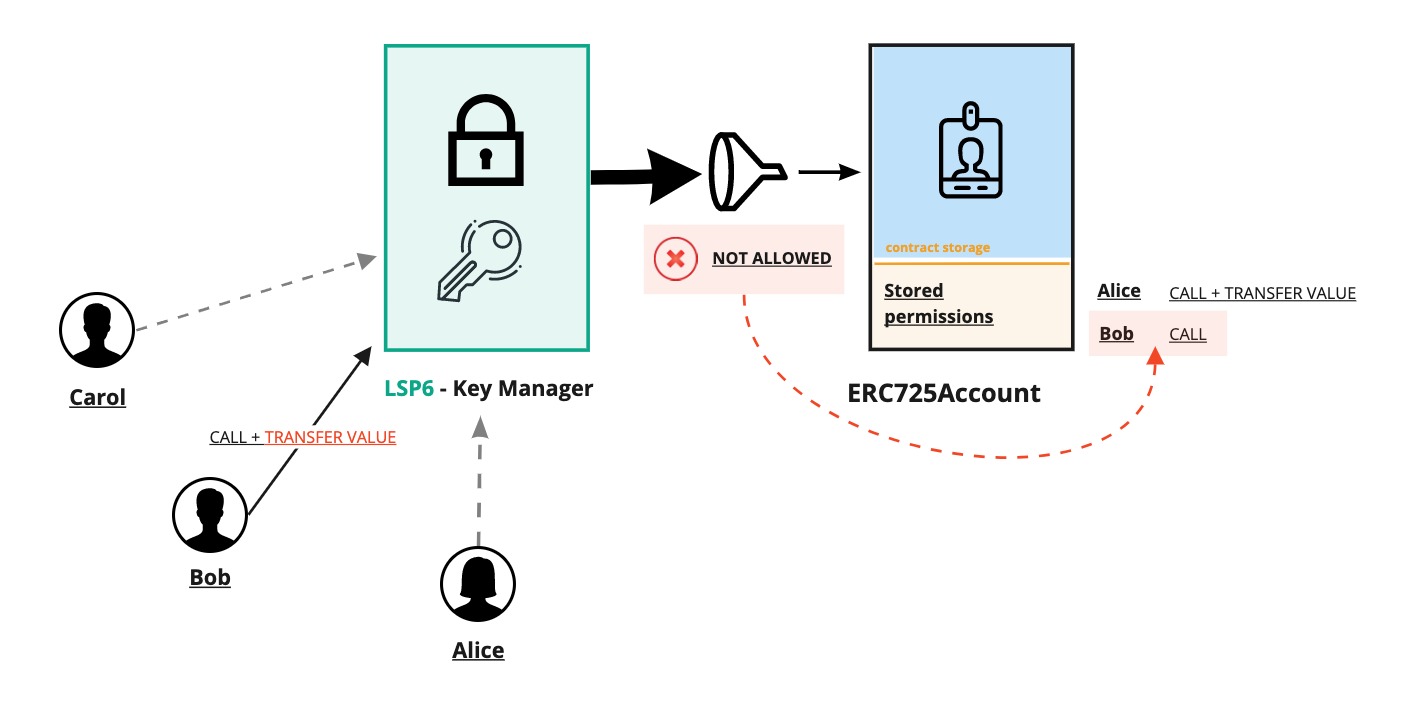 contract storage
NOT ALLOWED
Stored
permissions
Alice CALL + TRANSFER VALUE
Bob CALL
LSP6 - Key Manager
ERC725Account
Carol
CALL + TRANSFER VALUE
Bob
Alice